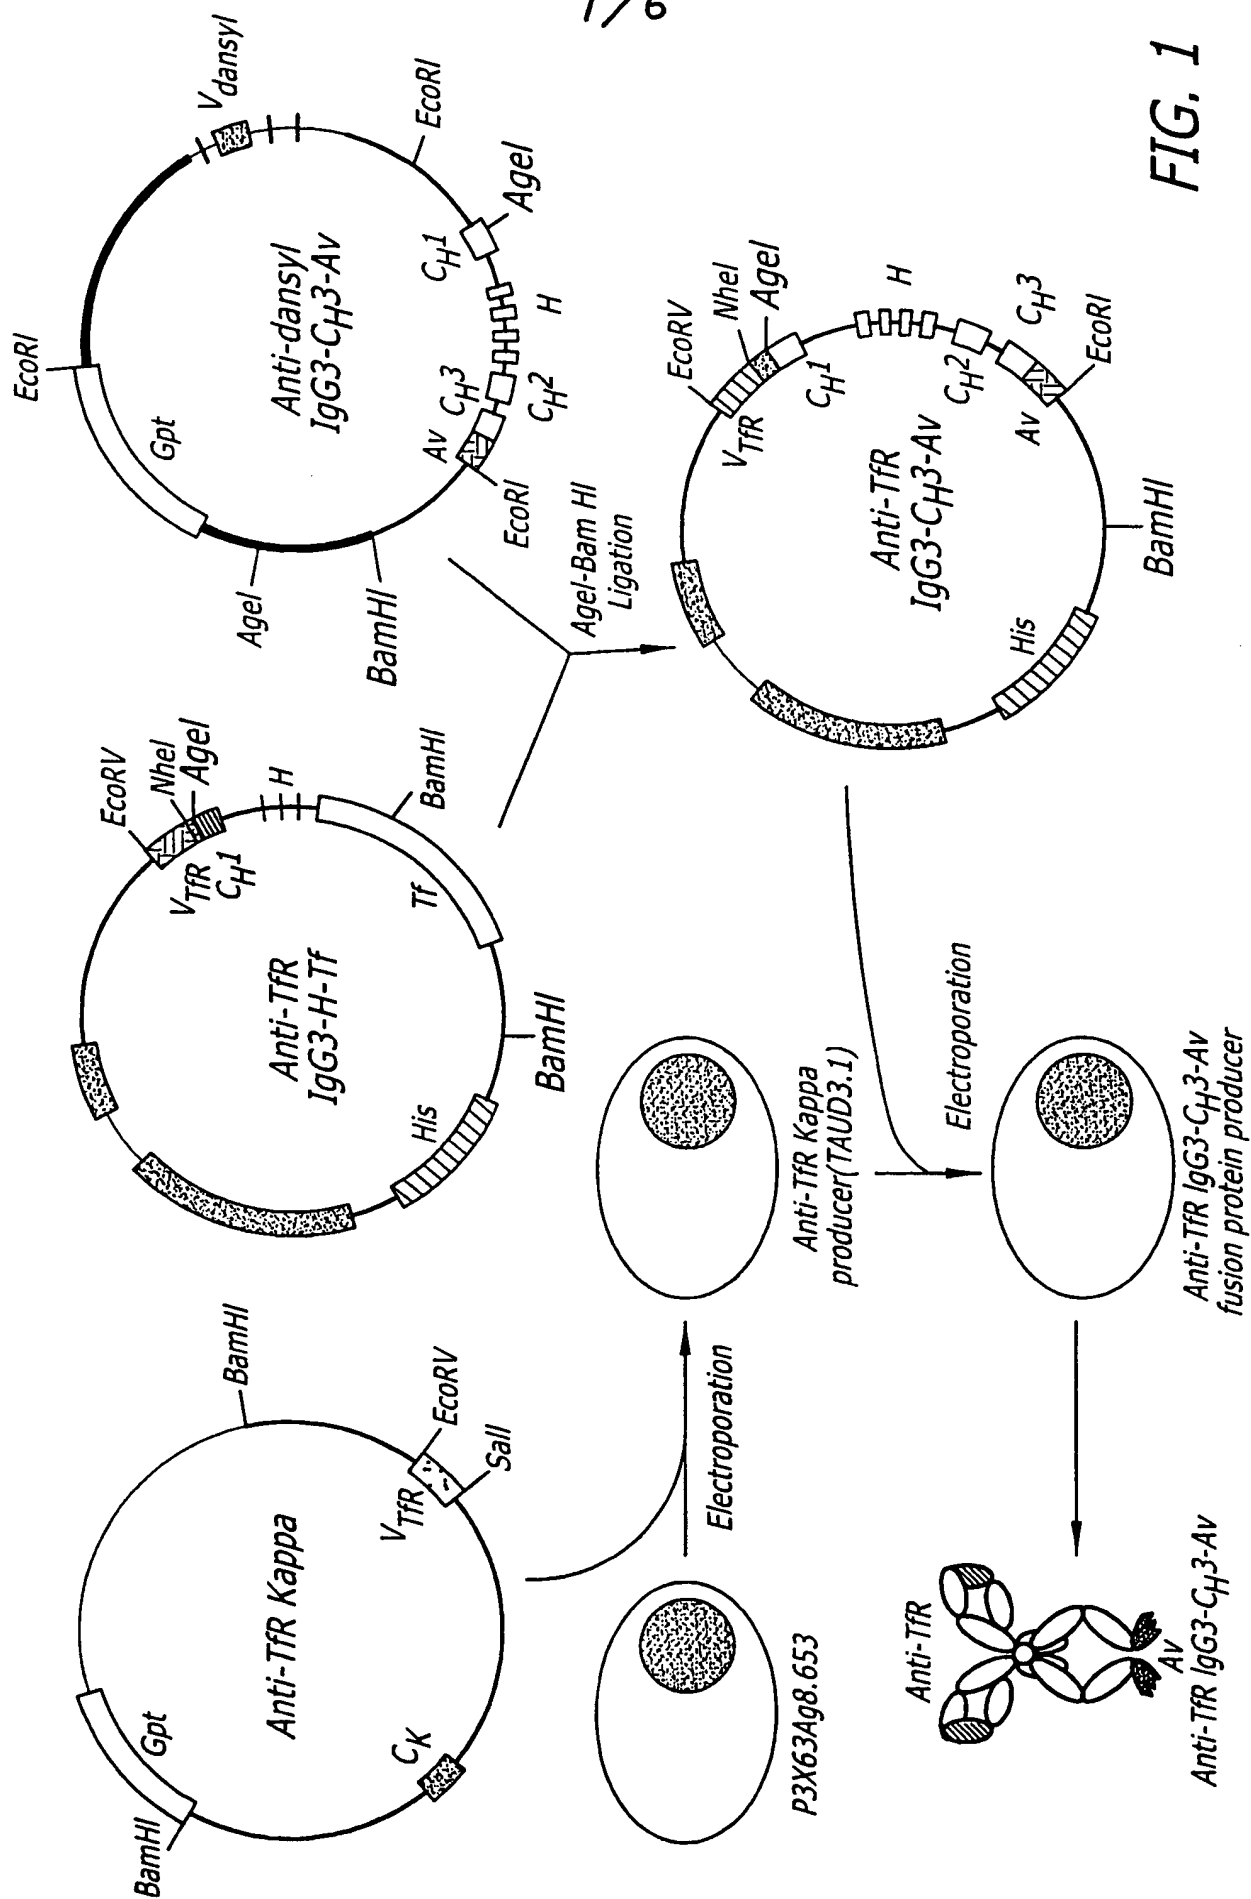 1/6
BamHI
Gpt
BamHI
Anti-TfR Kappa
VTfR
EcoRV
SalI
CK
EcoRV
NheI
AgeI
VTfR
CH1
H
Anti-TfR
IgG3-H-Tf
Tf
BamHI
His
BamHI
EcoRI
Vdansyl
Gpt
Anti-dansyl
IgG3-CH3-Av
EcoRI
AgeI
CH1
AgeI
H
Av
CH3
CH2
BamHI
EcoRI
AgeI-Bam HI
Ligation
EcoRV
NheI
AgeI
VTfR
CH1
H
Anti-TfR
IgG3-CH3-Av
CH2
CH3
Av
EcoRI
His
BamHI
P3X63Ag8.653
Electroporation
Anti-TfR Kappa
producer(TAUD3.1)
Electroporation
Anti-TfR
Av
Anti-TfR IgG3-CH3-Av
Anti-TfR IgG3-CH3-Av
fusion protein producer
FIG. 1